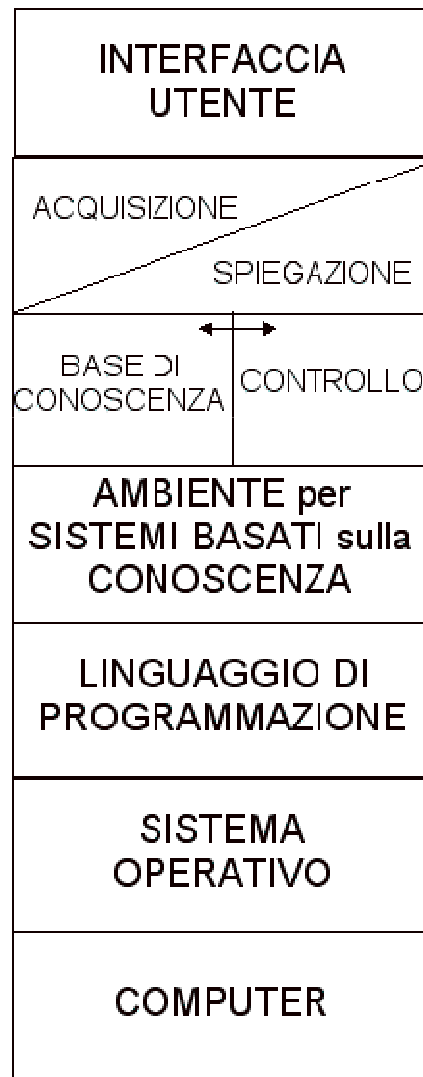 INTERFACCIA
UTENTE
ACQUISIZIONE
SPIEGAZIONE
BASE DI
CONOSCENZA
CONTROLLO
AMBIENTE per
SISTEMI BASATI sulla
CONOSCENZA
LINGUAGGIO DI
PROGRAMMAZIONE
SISTEMA
OPERATIVO
COMPUTER